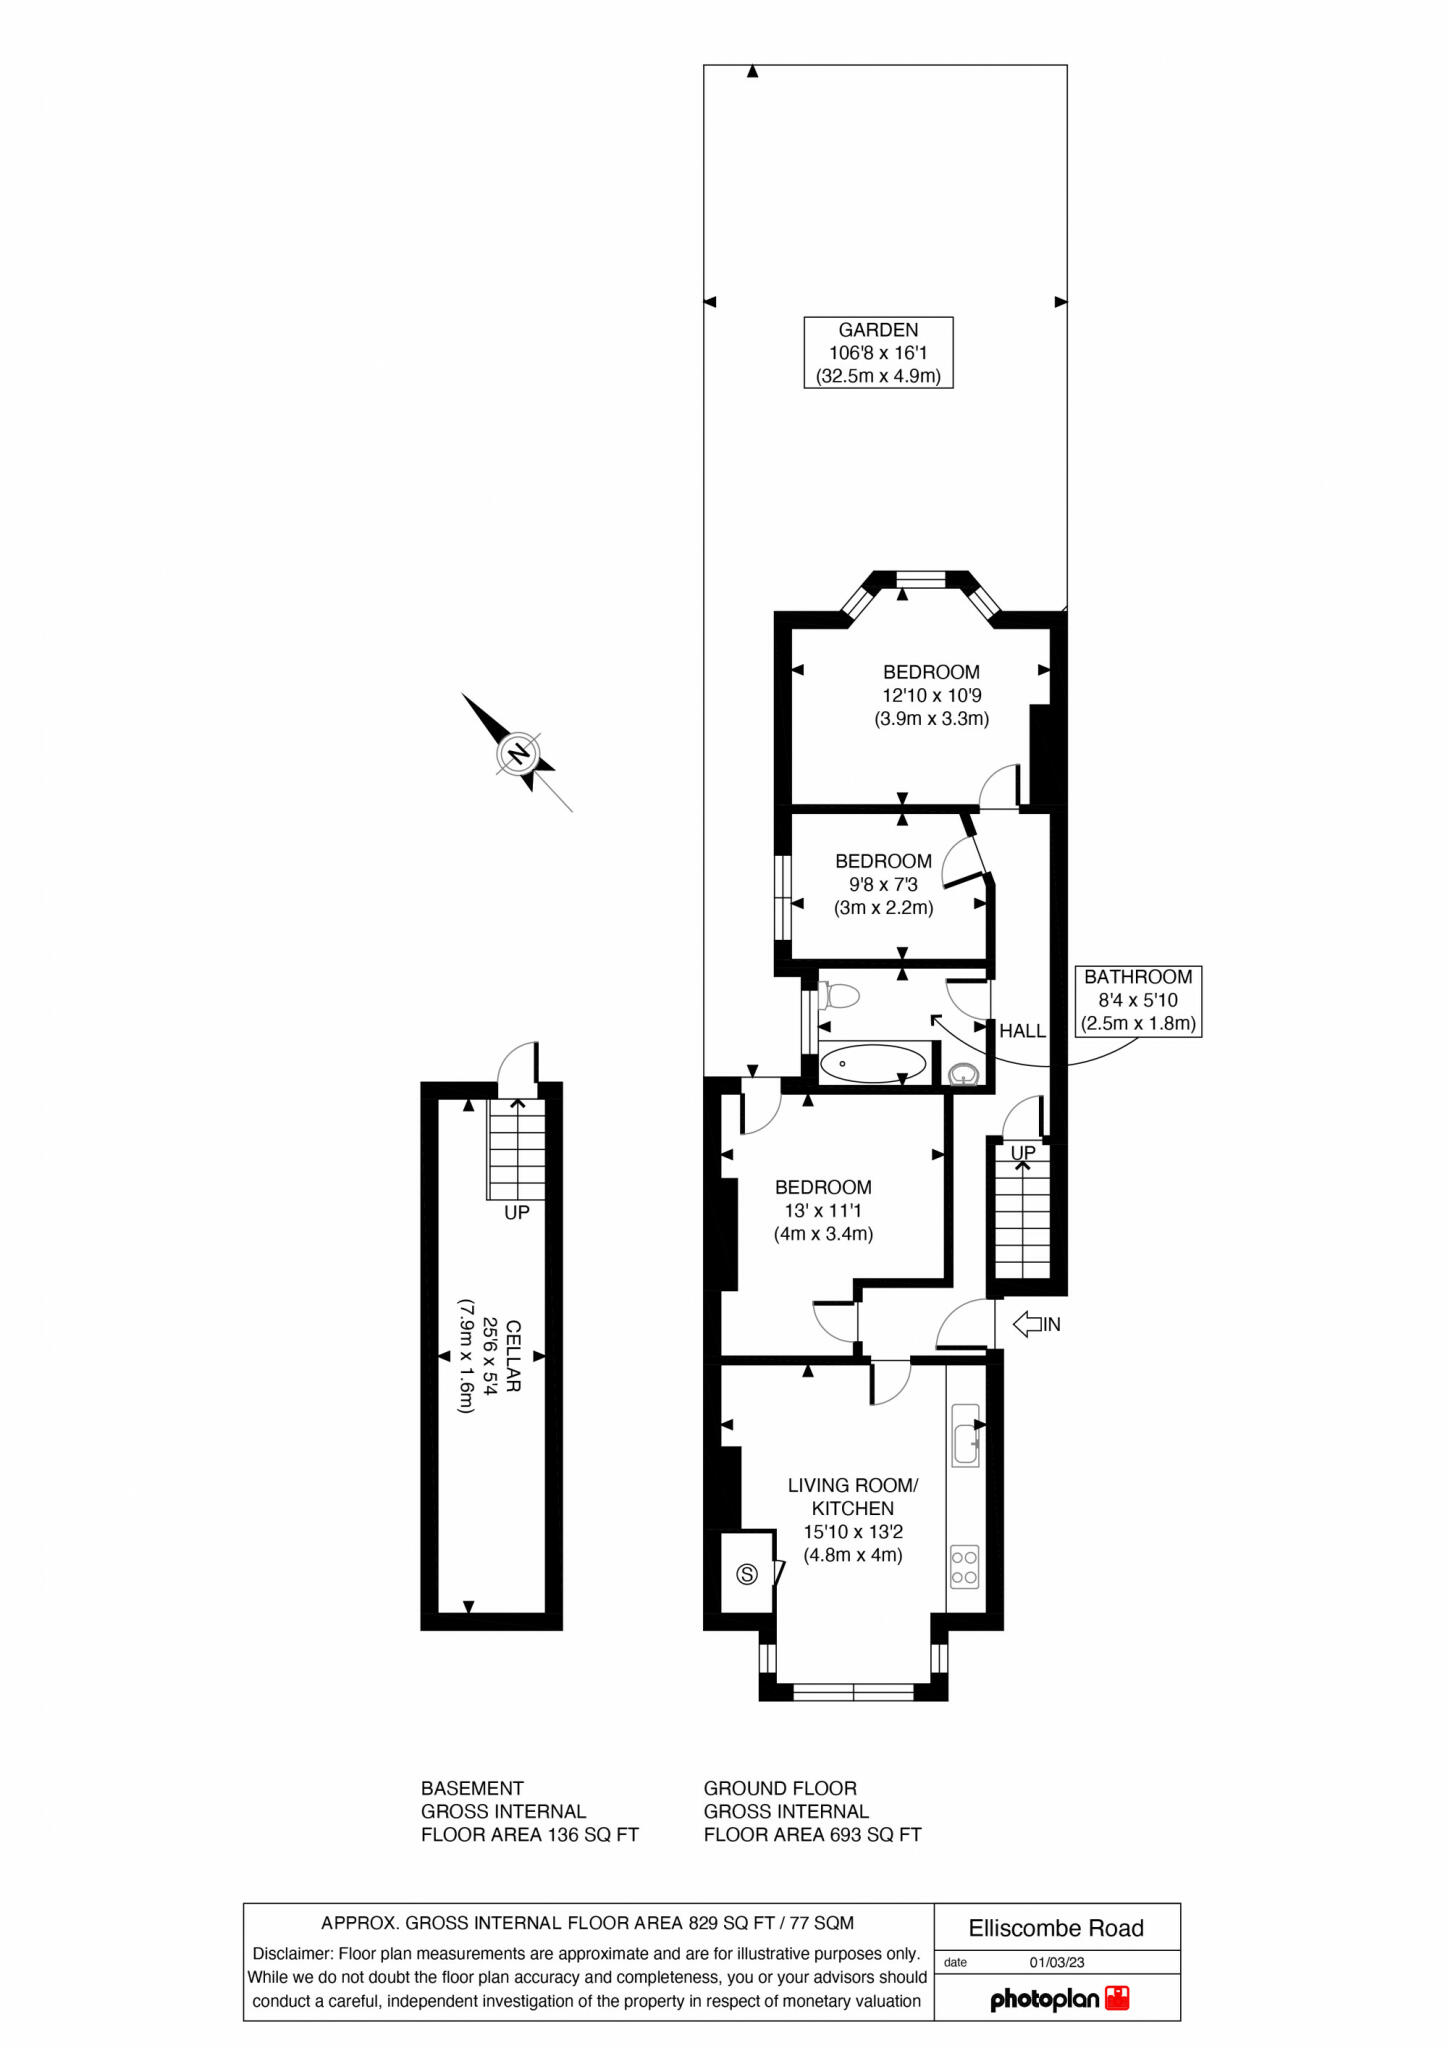 GARDEN
106'8 x 16'1
(32.5m x 4.9m)
BEDROOM
12'10 x 10'9
(3.9m x 3.3m)
N
BEDROOM
9'8 x 7'3
(3m x 2.2m)
BATHROOM
8'4 x 5'10
(2.5m x 1.8m)
HALL
UP
BEDROOM
13' x 11'1
(4m x 3.4m)
UP
CELLAR
25'6 x 5'4
(7.9m x 1.6m)
IN
LIVING ROOM/
KITCHEN
15'10 x 13'2
(4.8m x 4m)
S
BASEMENT
GROSS INTERNAL
FLOOR AREA 136 SQ FT
GROUND FLOOR
GROSS INTERNAL
FLOOR AREA 693 SQ FT
APPROX. GROSS INTERNAL FLOOR AREA 829 SQ FT / 77 SQM
Disclaimer: Floor plan measurements are approximate and are for illustrative purposes only.
While we do not doubt the floor plan accuracy and completeness, you or your advisors should
conduct a careful, independent investigation of the property in respect of monetary valuation
Elliscombe Road
date 01/03/23
photoplan